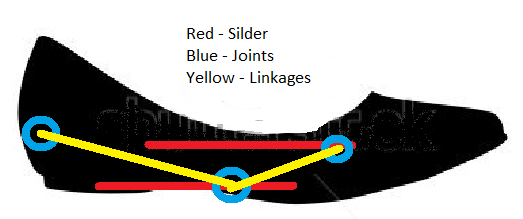 Red - Silder
Blue - Joints
Yellow - Linkages